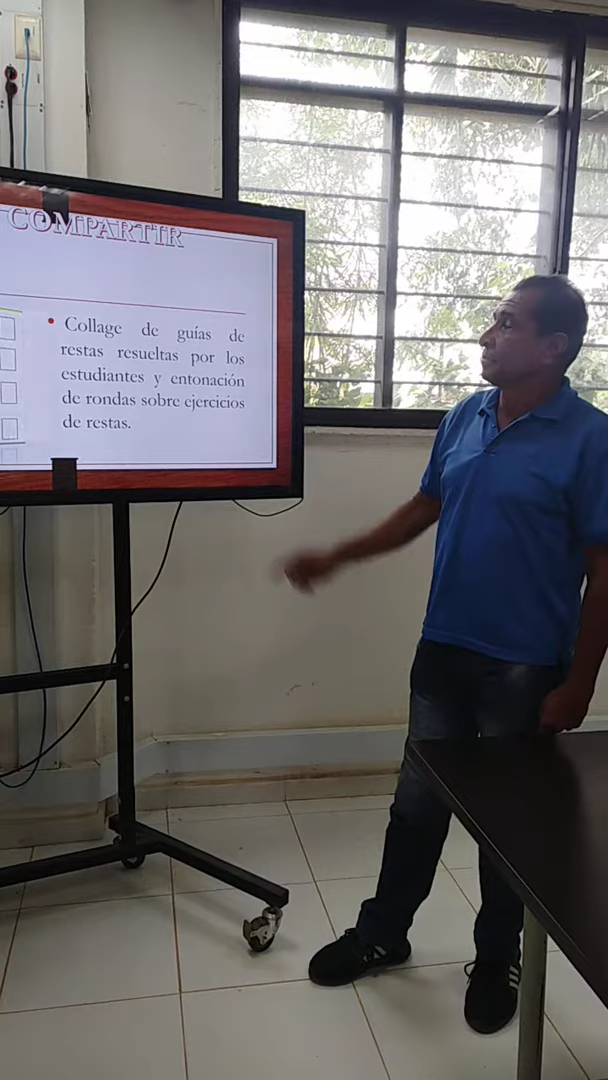 COMPARTIR
• Collage de guías de
restas resueltas por los
estudiantes y entonación
de rondas sobre ejercicios
de restas.